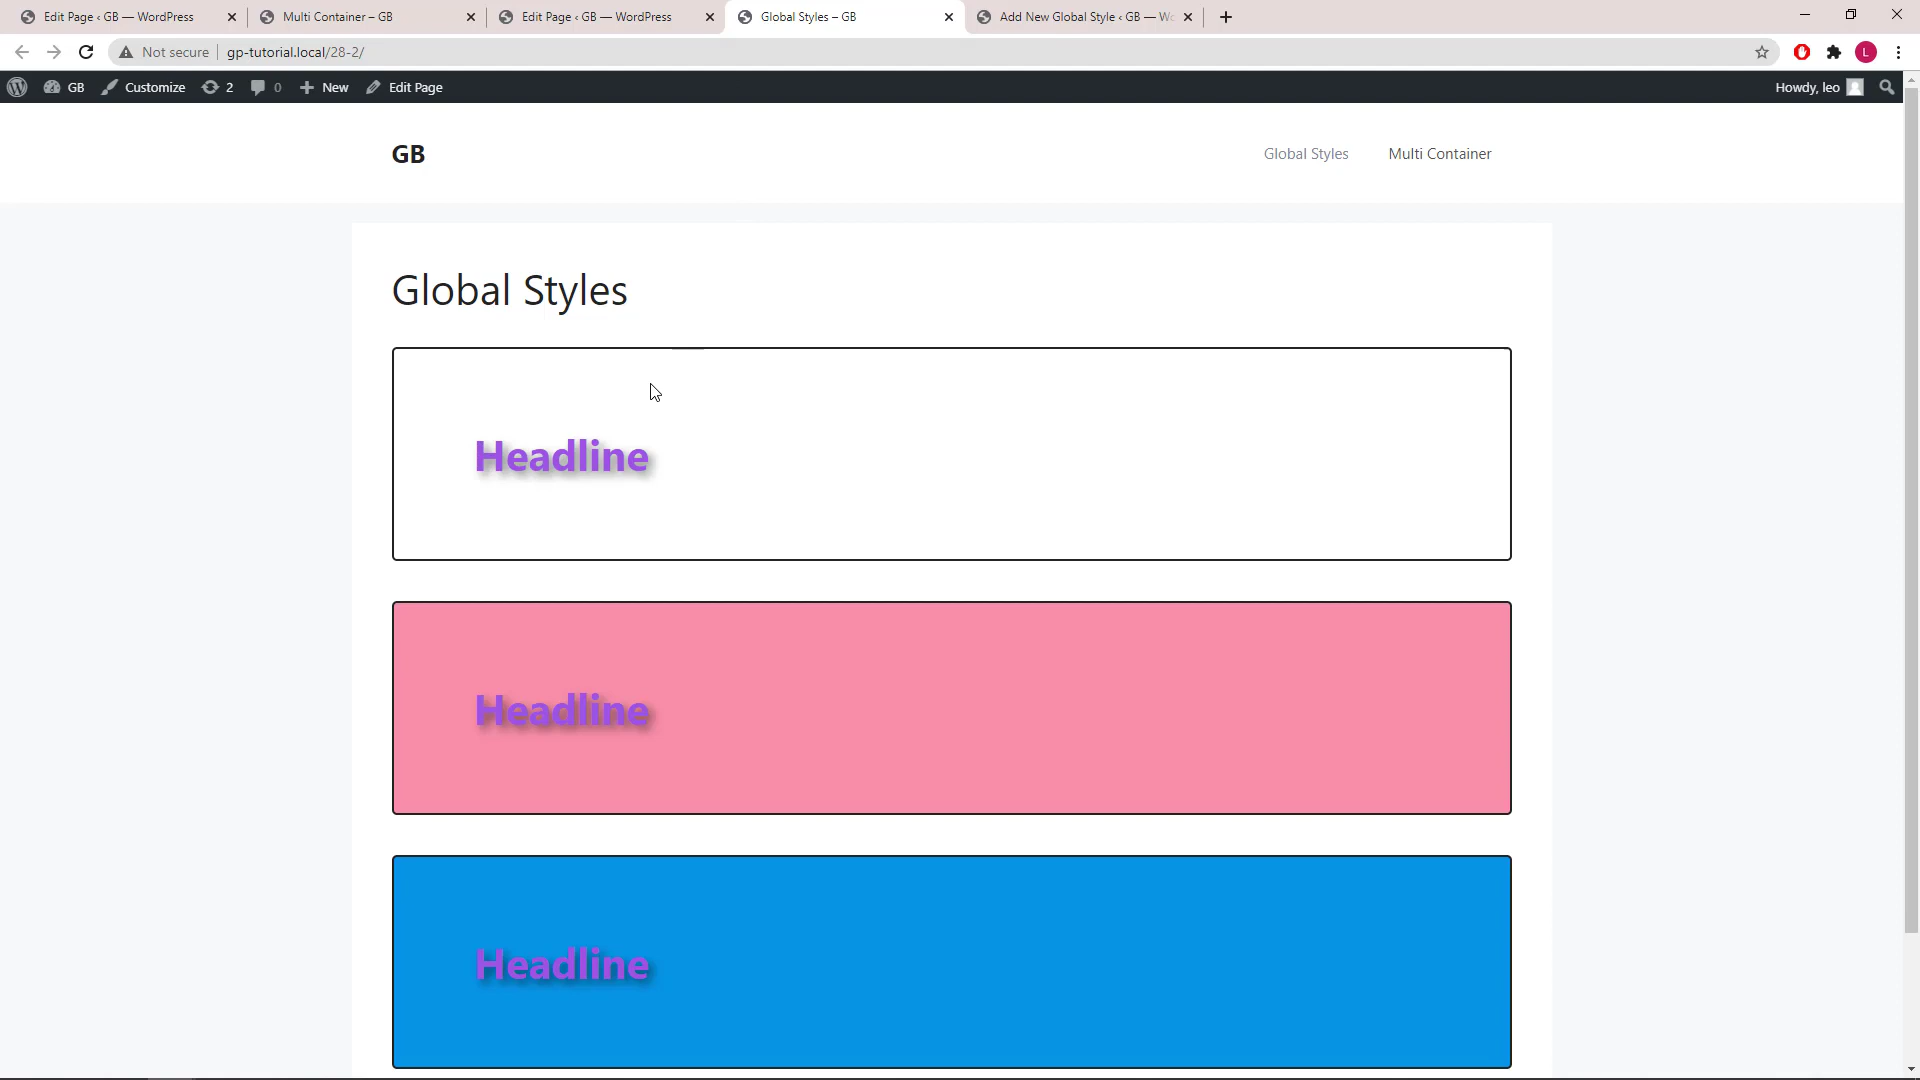 Edit Page ‹ GB — WordPress
Multi Container – GB
Edit Page ‹ GB — WordPress
Global Styles – GB
Add New Global Style ‹ GB — Wo
Not secure
gp-tutorial.local/28-2/
L
GB
Customize
2
0
New
Edit Page
Howdy, leo
GB
Global Styles
Multi Container
Global Styles
Headline
Headline
Headline